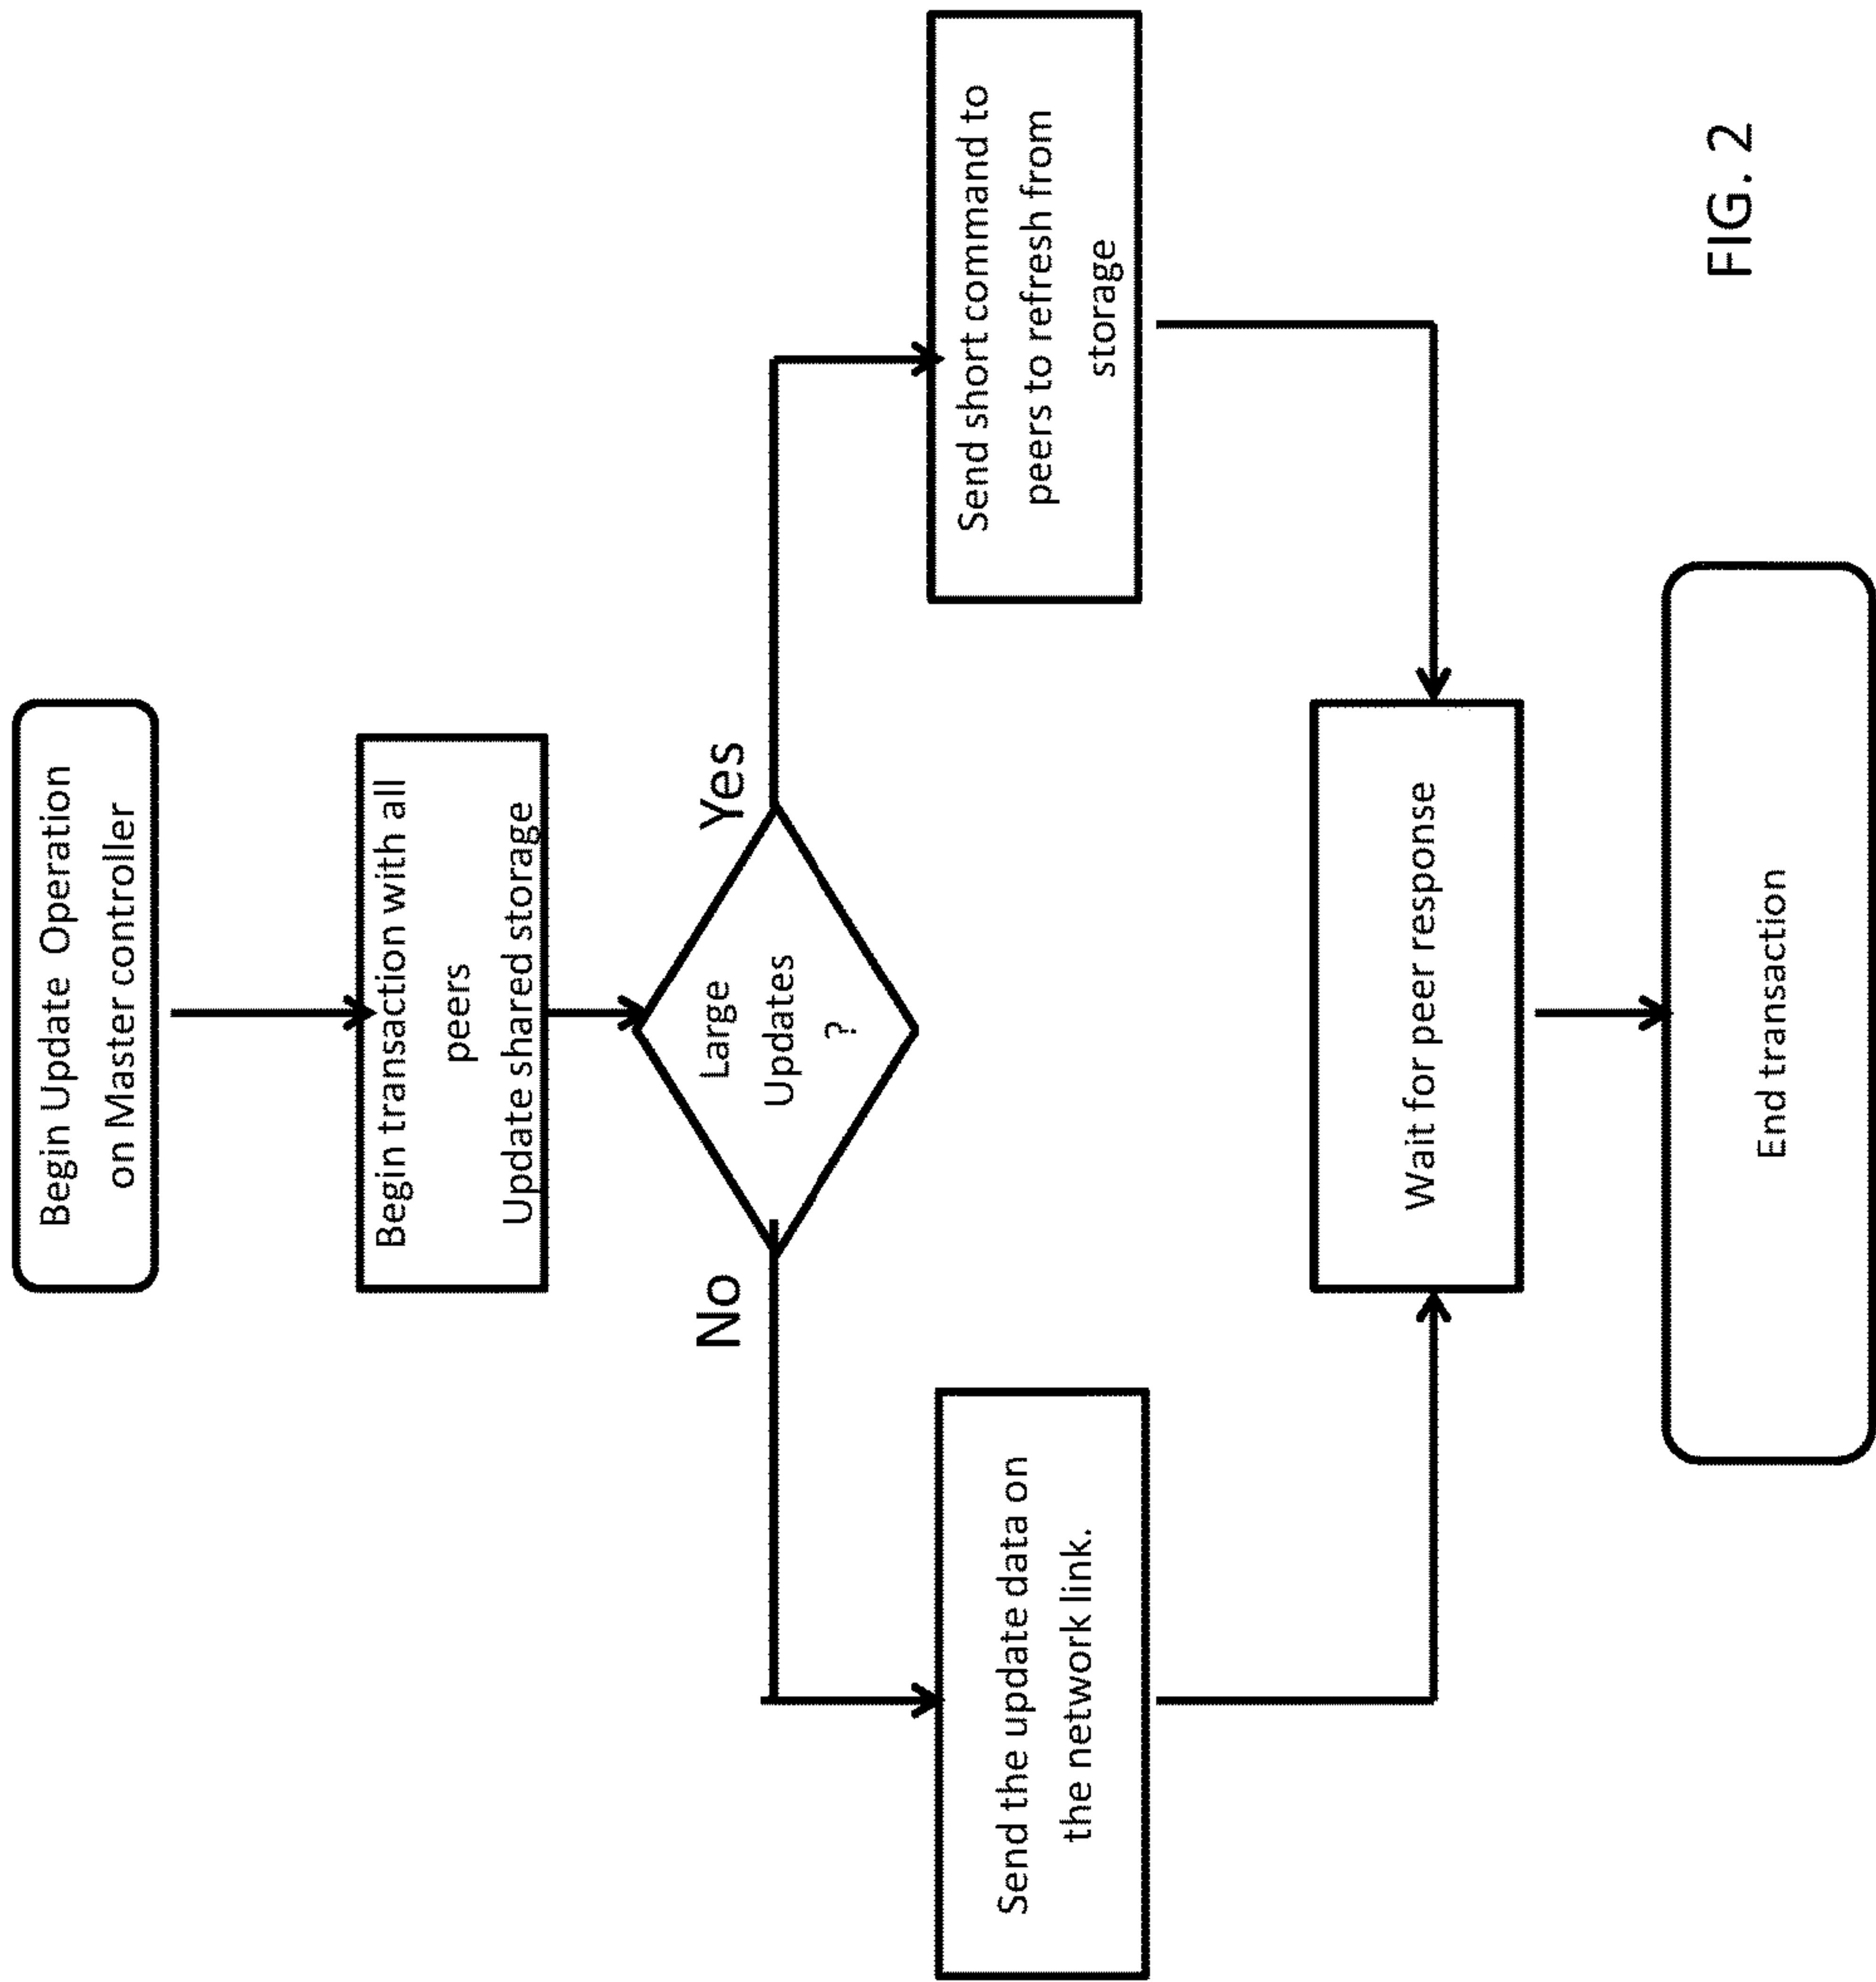 Begin Update Operation
on Master controller
Begin transaction with all
peers
Update shared storage
Large
Updates
?
No
Yes
Send the update data on
the network link.
Send short command to
peers to refresh from
storage
Wait for peer response
End transaction
FIG. 2